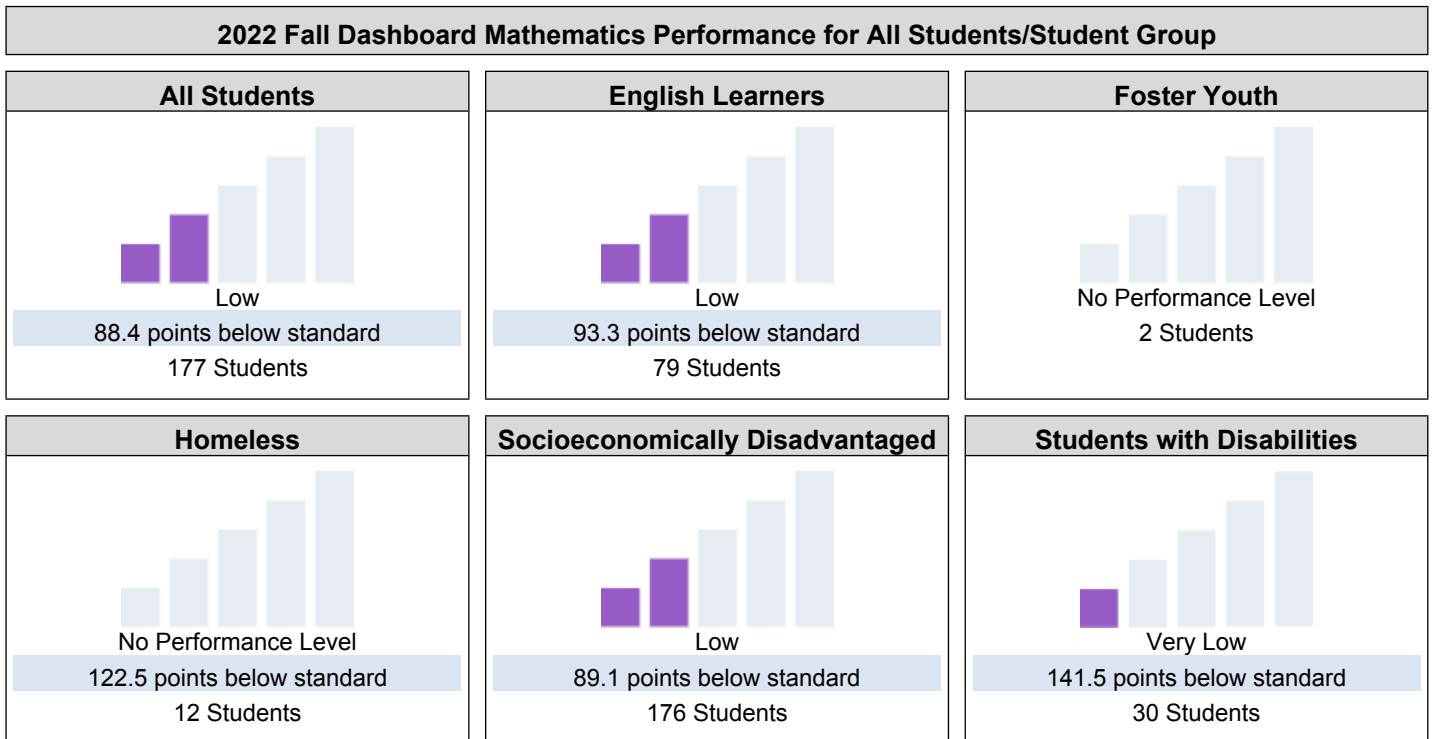 2022 Fall Dashboard Mathematics Performance for All Students/Student Group
All Students
Low
88.4 points below standard
177 Students
English Learners
Low
93.3 points below standard
79 Students
Foster Youth
No Performance Level
2 Students
Homeless
No Performance Level
122.5 points below standard
12 Students
Socioeconomically Disadvantaged
Low
89.1 points below standard
176 Students
Students with Disabilities
Very Low
141.5 points below standard
30 Students